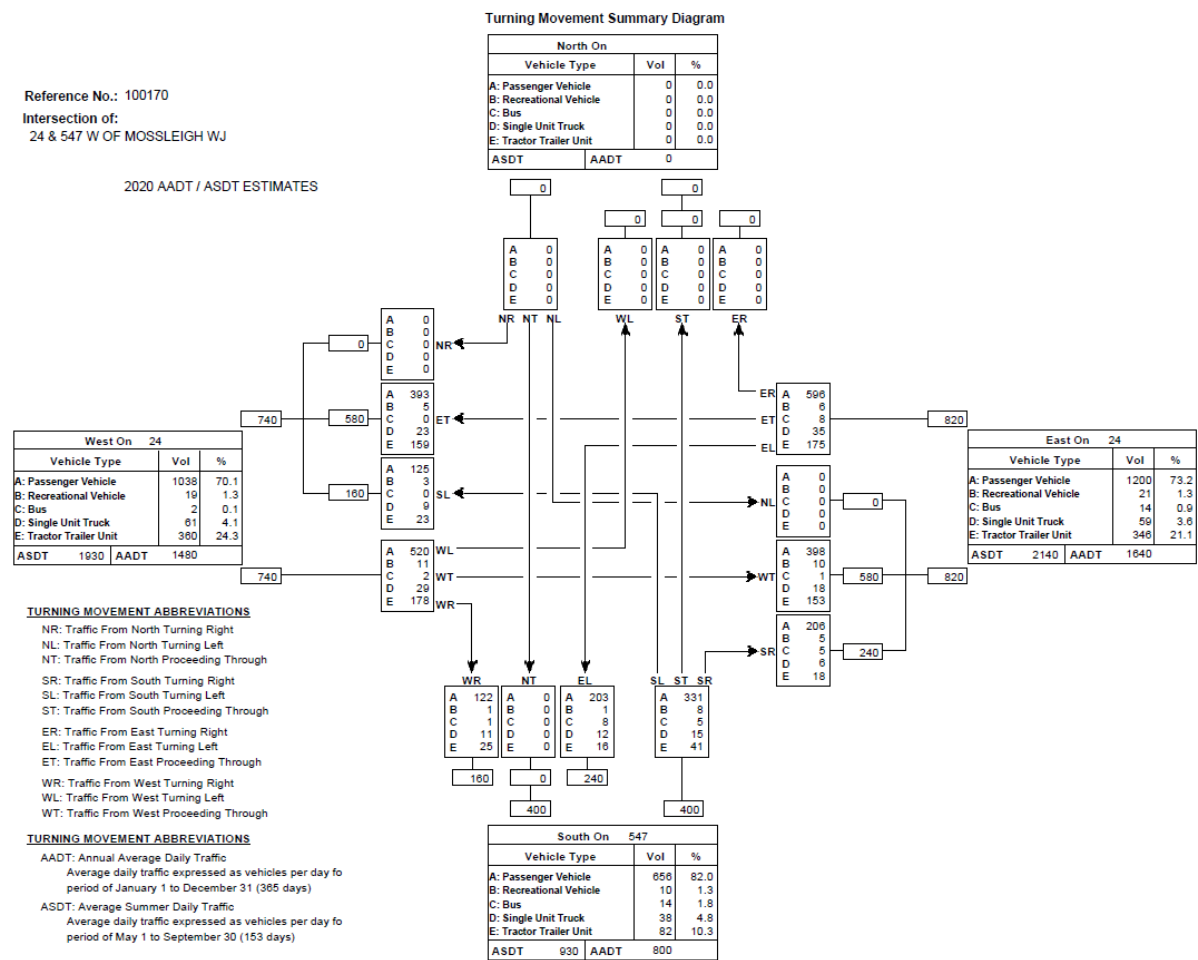 Turning Movement Summary Diagram
North On
Vehicle Type Vol %
A: Passenger Vehicle 0 0.0
B: Recreational Vehicle 0 0.0
C: Bus 0 0.0
D: Single Unit Truck 0 0.0
E: Tractor Trailer Unit 0 0.0
ASDT AADT 0
Reference No.: 100170
Intersection of:
24 & 547 W OF MOSSLEIGH WJ
2020 AADT / ASDT ESTIMATES
0 0
0 0 0
A 0 A 0 A 0 A 0
B 0 B 0 B 0 B 0
C 0 C 0 C 0 C 0
D 0 D 0 D 0 D 0
E 0 E 0 E 0 E 0
NR NT NL WL ST ER
A 0
B 0
0 C 0 NR
D 0
E 0
A 393
B 5
740 580 C 0 ET
D 23
E 159
A 125
B 3
160 C 0 SL
D 9
E 23
A 520 WL
B 11
740 C 2 WT
D 29
E 178 WR
West On 24
Vehicle Type Vol %
A: Passenger Vehicle 1038 70.1
B: Recreational Vehicle 19 1.3
C: Bus 2 0.1
D: Single Unit Truck 61 4.1
E: Tractor Trailer Unit 360 24.3
ASDT 1930 AADT 1480
ER A 596
B 6
ET C 8 820
D 35
EL E 175
A 0
B 0
NL C 0 0
D 0
E 0
A 398
B 10
WT C 1 580 820
D 18
E 153
A 206
B 5
SR C 5 240
D 6
E 18
East On 24
Vehicle Type Vol %
A: Passenger Vehicle 1200 73.2
B: Recreational Vehicle 21 1.3
C: Bus 14 0.9
D: Single Unit Truck 59 3.6
E: Tractor Trailer Unit 346 21.1
ASDT 2140 AADT 1640
WR NT EL SL ST SR
A 122 A 0 A 203 A 331
B 1 B 0 B 1 B 8
C 1 C 0 C 8 C 5
D 11 D 0 D 12 D 15
E 25 E 0 E 16 E 41
160 0 240
400 400
South On 547
Vehicle Type Vol %
A: Passenger Vehicle 656 82.0
B: Recreational Vehicle 10 1.3
C: Bus 14 1.8
D: Single Unit Truck 38 4.8
E: Tractor Trailer Unit 82 10.3
ASDT 930 AADT 800
TURNING MOVEMENT ABBREVIATIONS
NR: Traffic From North Turning Right
NL: Traffic From North Turning Left
NT: Traffic From North Proceeding Through
SR: Traffic From South Turning Right
SL: Traffic From South Turning Left
ST: Traffic From South Proceeding Through
ER: Traffic From East Turning Right
EL: Traffic From East Turning Left
ET: Traffic From East Proceeding Through
WR: Traffic From West Turning Right
WL: Traffic From West Turning Left
WT: Traffic From West Proceeding Through
TURNING MOVEMENT ABBREVIATIONS
AADT: Annual Average Daily Traffic
Average daily traffic expressed as vehicles per day fo
period of January 1 to December 31 (365 days)
ASDT: Average Summer Daily Traffic
Average daily traffic expressed as vehicles per day fo
period of May 1 to September 30 (153 days)